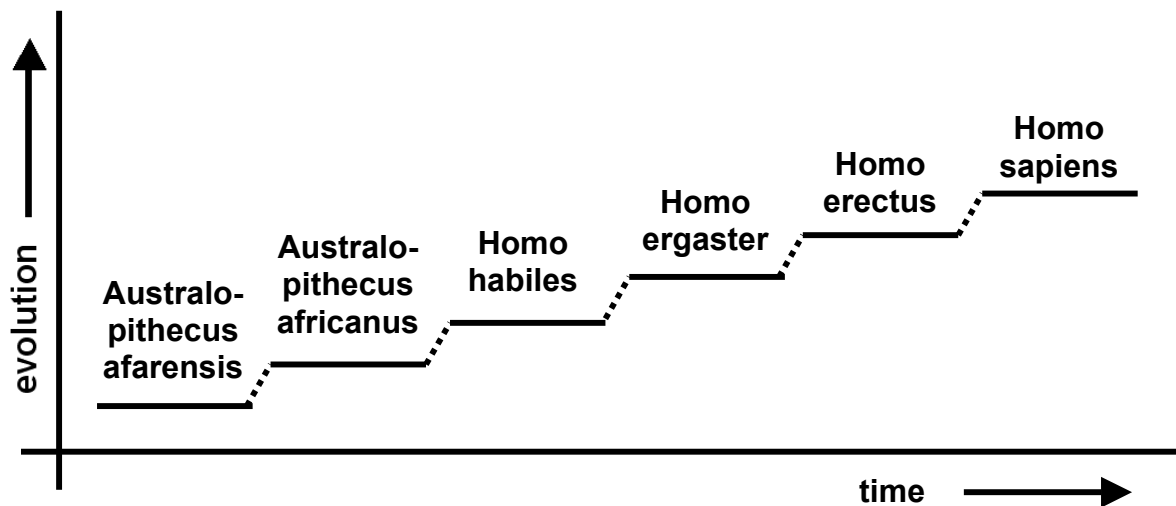 evolution
Australo-
pithecus
afarensis
Australo-
pithecus
africanus
Homo
habiles
Homo
ergaster
Homo
erectus
Homo
sapiens
time